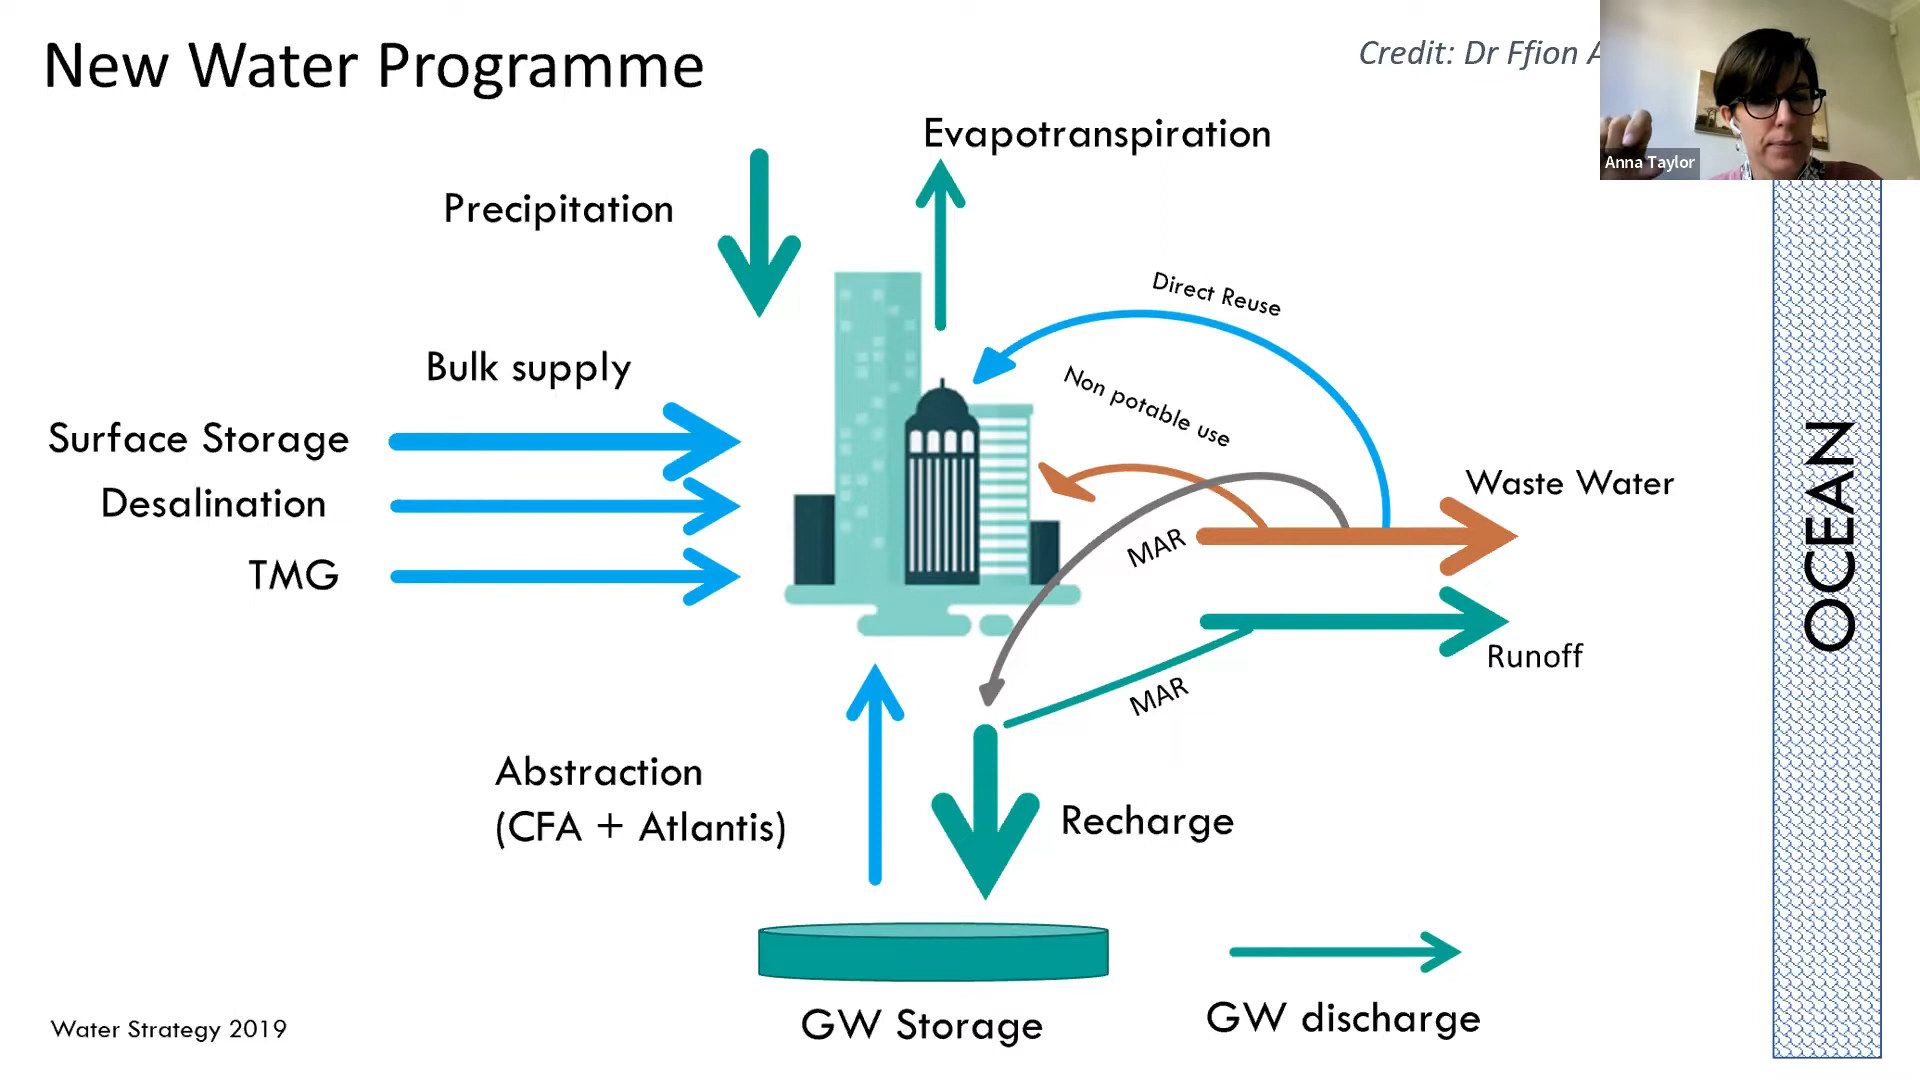 New Water Programme
Credit: Dr Ffion
Anna Taylor
Evapotranspiration
Precipitation
Direct Reuse
Bulk supply
Non potable use
Surface Storage
Waste Water
Desalination
MAR
TMG
OCEAN
Runoff
MAR
Abstraction
(CFA + Atlantis)
Recharge
GW Storage
GW discharge
Water Strategy 2019